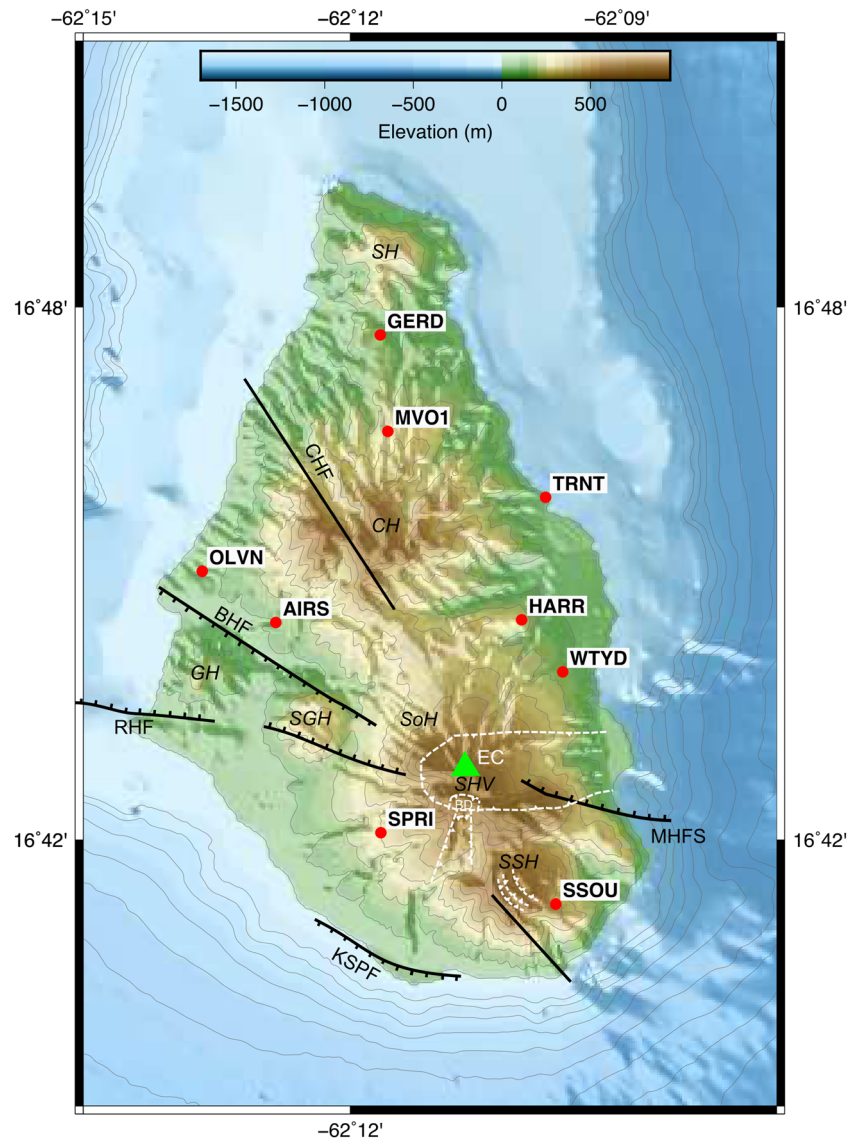 −62˚15'
−62˚12'
−62˚09'
−1500
−1000
−500
0
500
Elevation (m)
SH
16˚48'
16˚48'
GERD
MVO1
CHF
TRNT
CH
OLVN
AIRS
HARR
BHF
WTYD
GH
SGH
SoH
RHF
EC
SHV
BD
SPRI
MHFS
16˚42'
16˚42'
SSH
SSOU
KSPF
−62˚12'